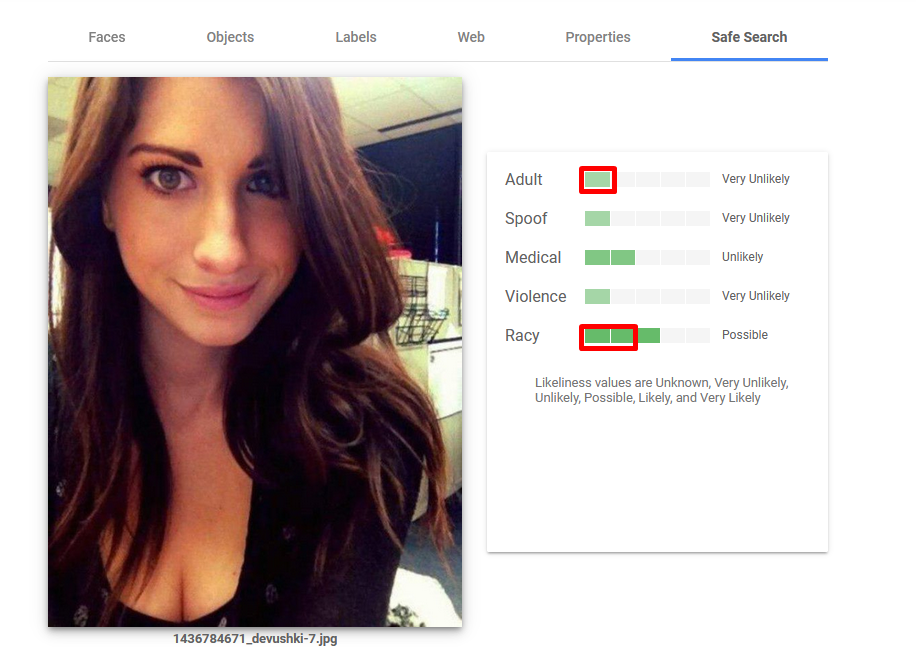 Faces Objects Labels Web Properties Safe Search
Adult Very Unlikely
Spoof Very Unlikely
Medical Unlikely
Violence Very Unlikely
Racy Possible
Likeliness values are Unknown, Very Unlikely,
Unlikely, Possible, Likely, and Very Likely
1436784671_devushki-7.jpg